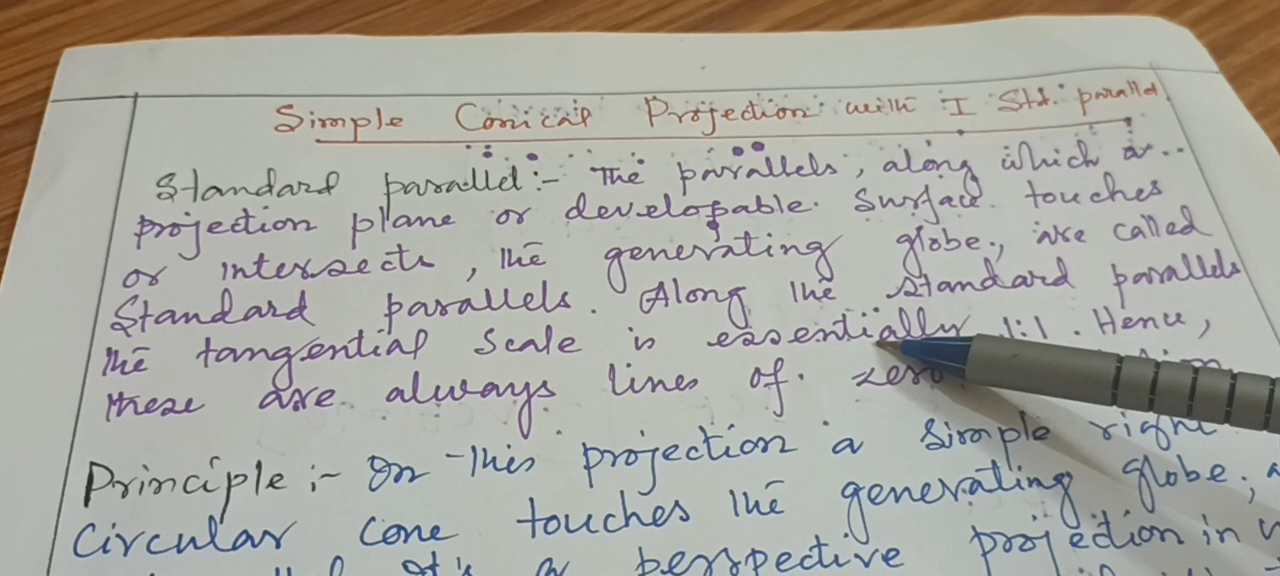 Simple Conical Projection with I Std. parallel
Standard parallel:- The parallels, along which a
projection plane or developable Surface touches
or intersects, the generating globe, are called
Standard parallels. Along the Standard parallels
the tangential Scale is essentially 1:1. Hence,
these are always lines of zero
Principle:- On this projection a simple right
circular cone touches the generating globe,
It's a perspective projection in